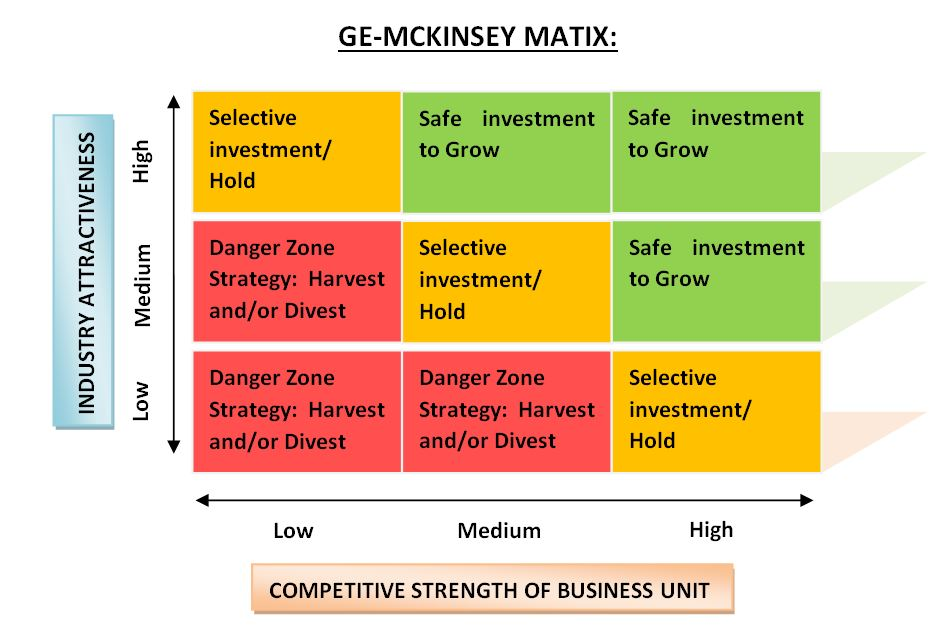 GE-MCKINSEY MATIX:
INDUSTRY ATTRACTIVENESS
High
Selective
investment/
Hold
Safe investment
to Grow
Safe investment
to Grow
Medium
Danger Zone
Strategy: Harvest
and/or Divest
Selective
investment/
Hold
Safe investment
to Grow
Low
Danger Zone
Strategy: Harvest
and/or Divest
Danger Zone
Strategy: Harvest
and/or Divest
Selective
investment/
Hold
Low
Medium
High
COMPETITIVE STRENGTH OF BUSINESS UNIT